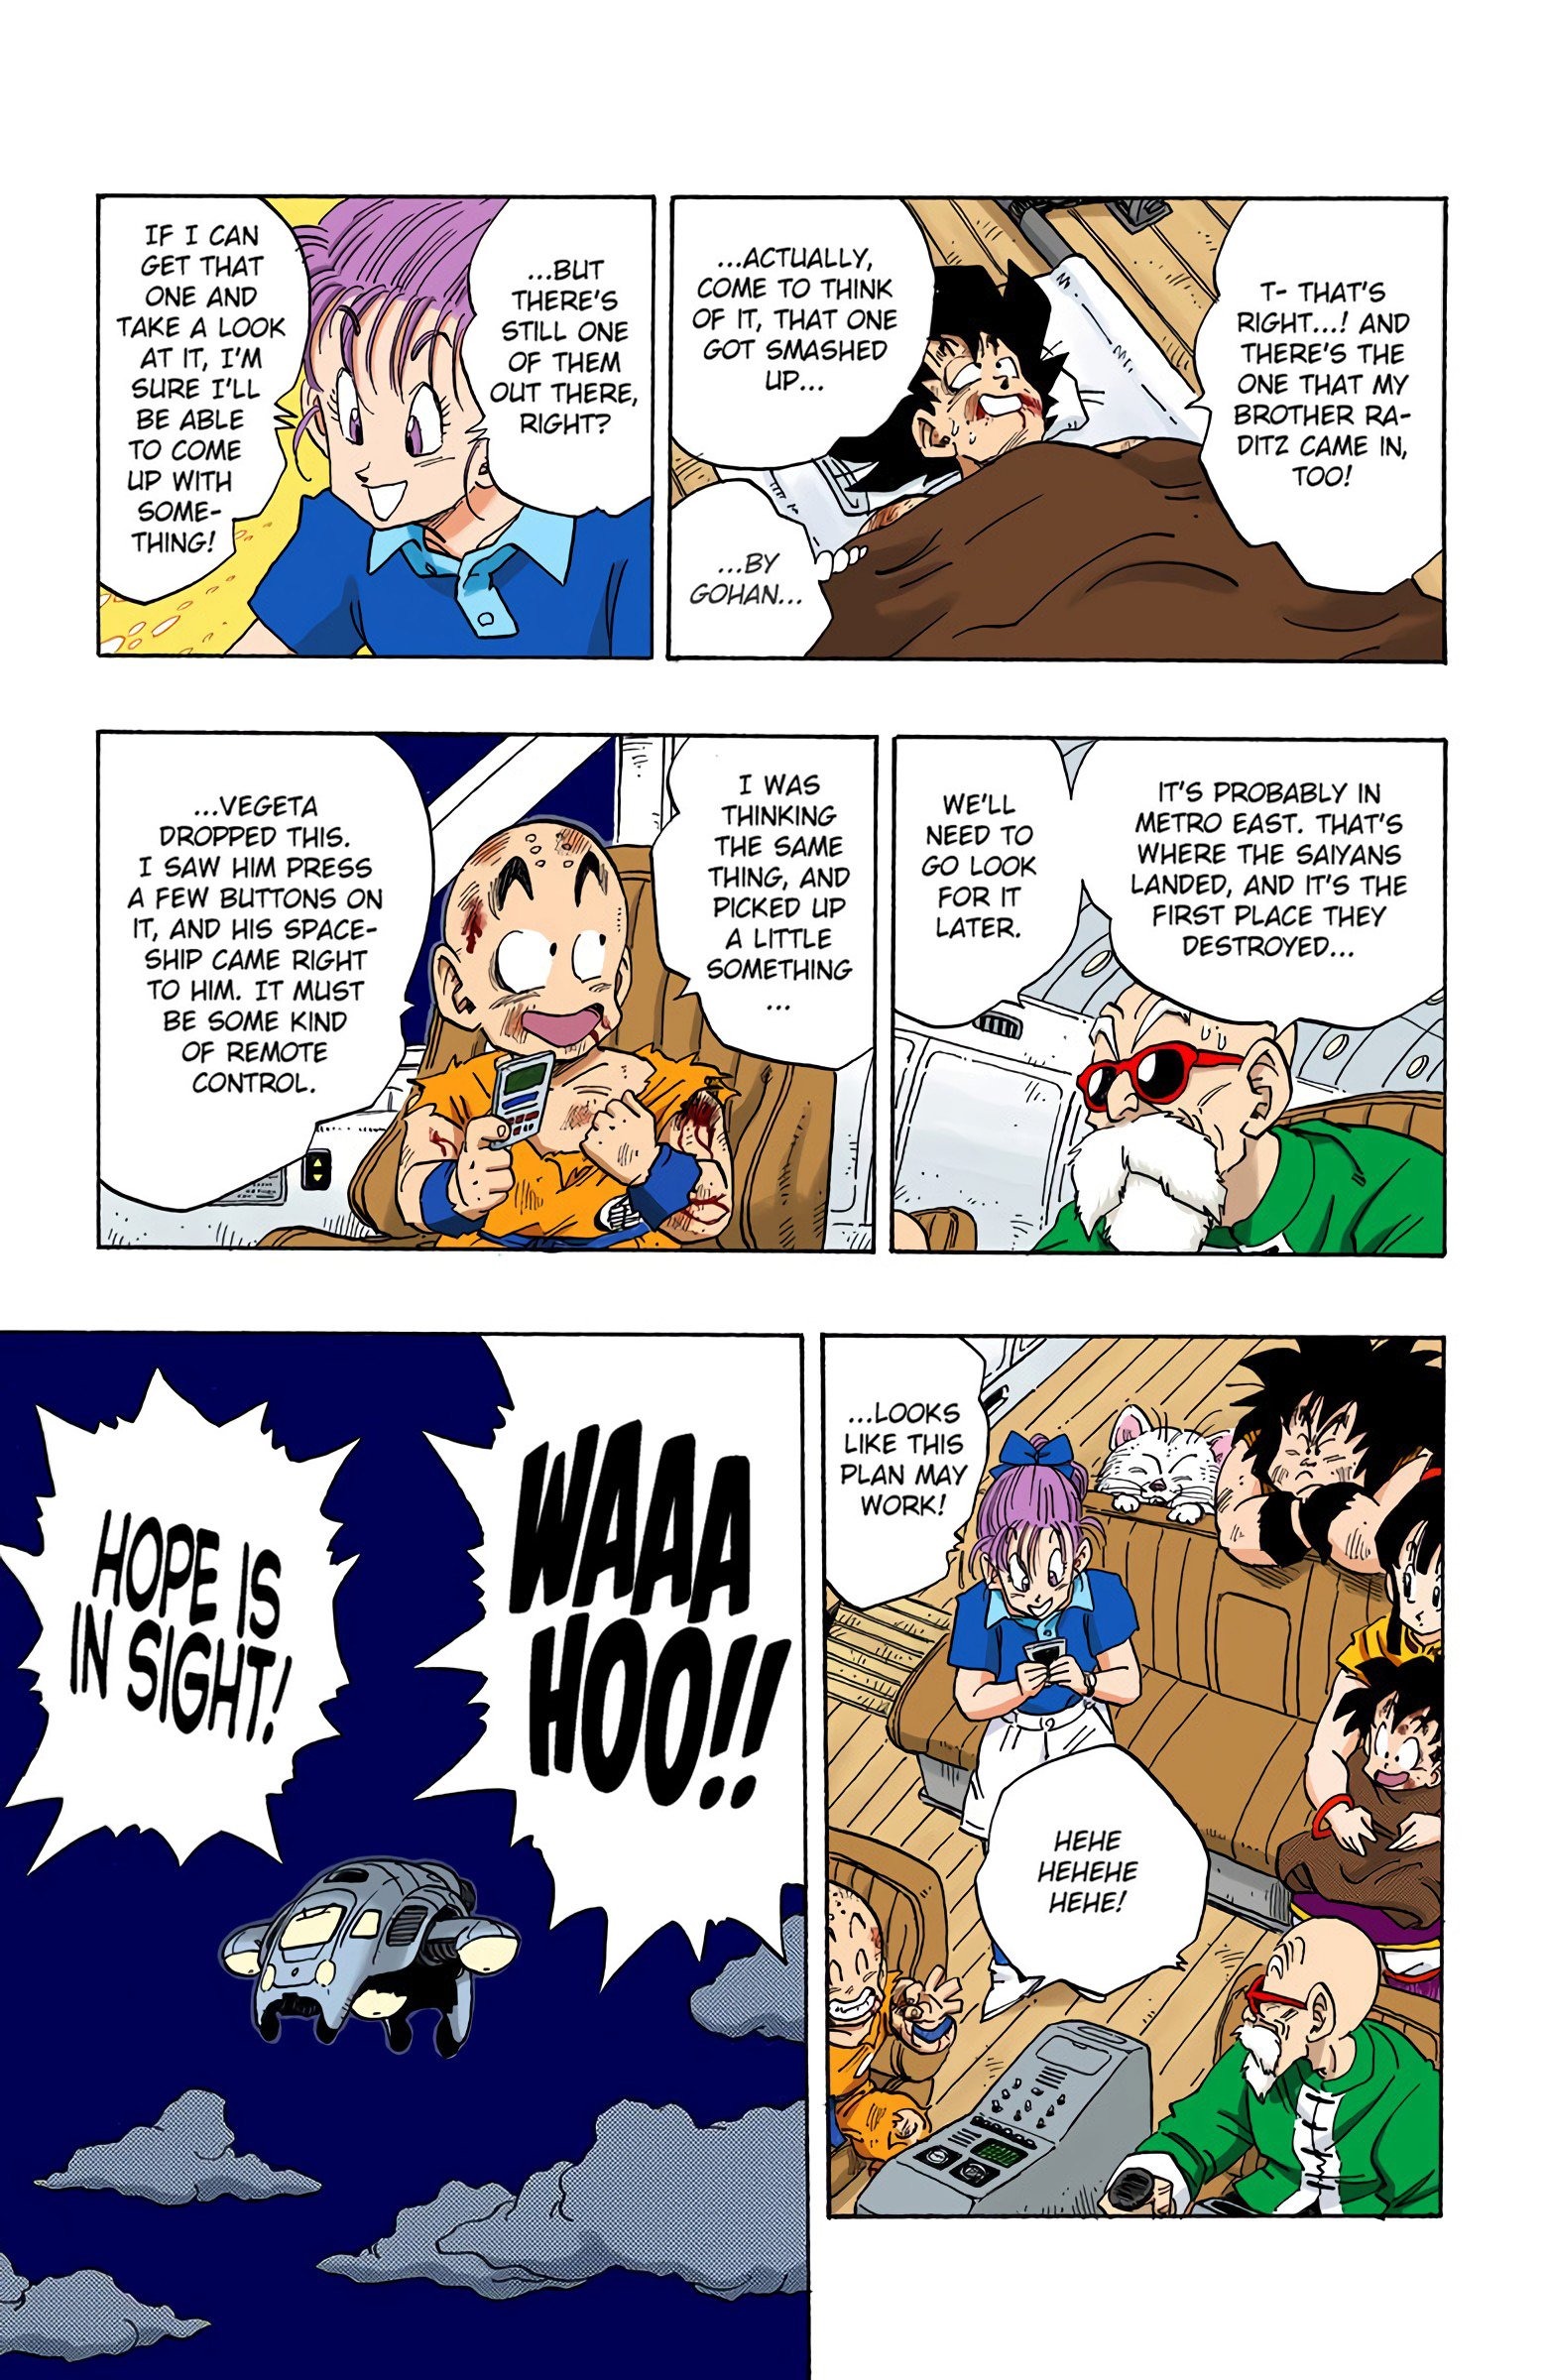 T- THAT'S
RIGHT...! AND
THERE'S THE
ONE THAT MY
BROTHER RA-
DITZ CAME IN,
TOO!
...ACTUALLY,
COME TO THINK
OF IT, THAT ONE
GOT SMASHED
UP...
...BY
GOHAN...
...BUT
THERE'S
STILL ONE
OF THEM
OUT THERE,
RIGHT?
IF I CAN
GET THAT
ONE AND
TAKE A LOOK
AT IT, I'M
SURE I'LL
BE ABLE
TO COME
UP WITH
SOME-
THING!
IT'S PROBABLY IN
METRO EAST. THAT'S
WHERE THE SAIYANS
LANDED, AND IT'S THE
FIRST PLACE THEY
DESTROYED...
WE'LL
NEED TO
GO LOOK
FOR IT
LATER.
I WAS
THINKING
THE SAME
THING, AND
PICKED UP
A LITTLE
SOMETHING
...
...VEGETA
DROPPED THIS.
I SAW HIM PRESS
A FEW BUTTONS ON
IT, AND HIS SPACE-
SHIP CAME RIGHT
TO HIM. IT MUST
BE SOME KIND
OF REMOTE
CONTROL.
...LOOKS
LIKE THIS
PLAN MAY
WORK!
HEHE
HEHEHE
HEHE!
WAAA
HOO!!
HOPE IS
IN SIGHT!